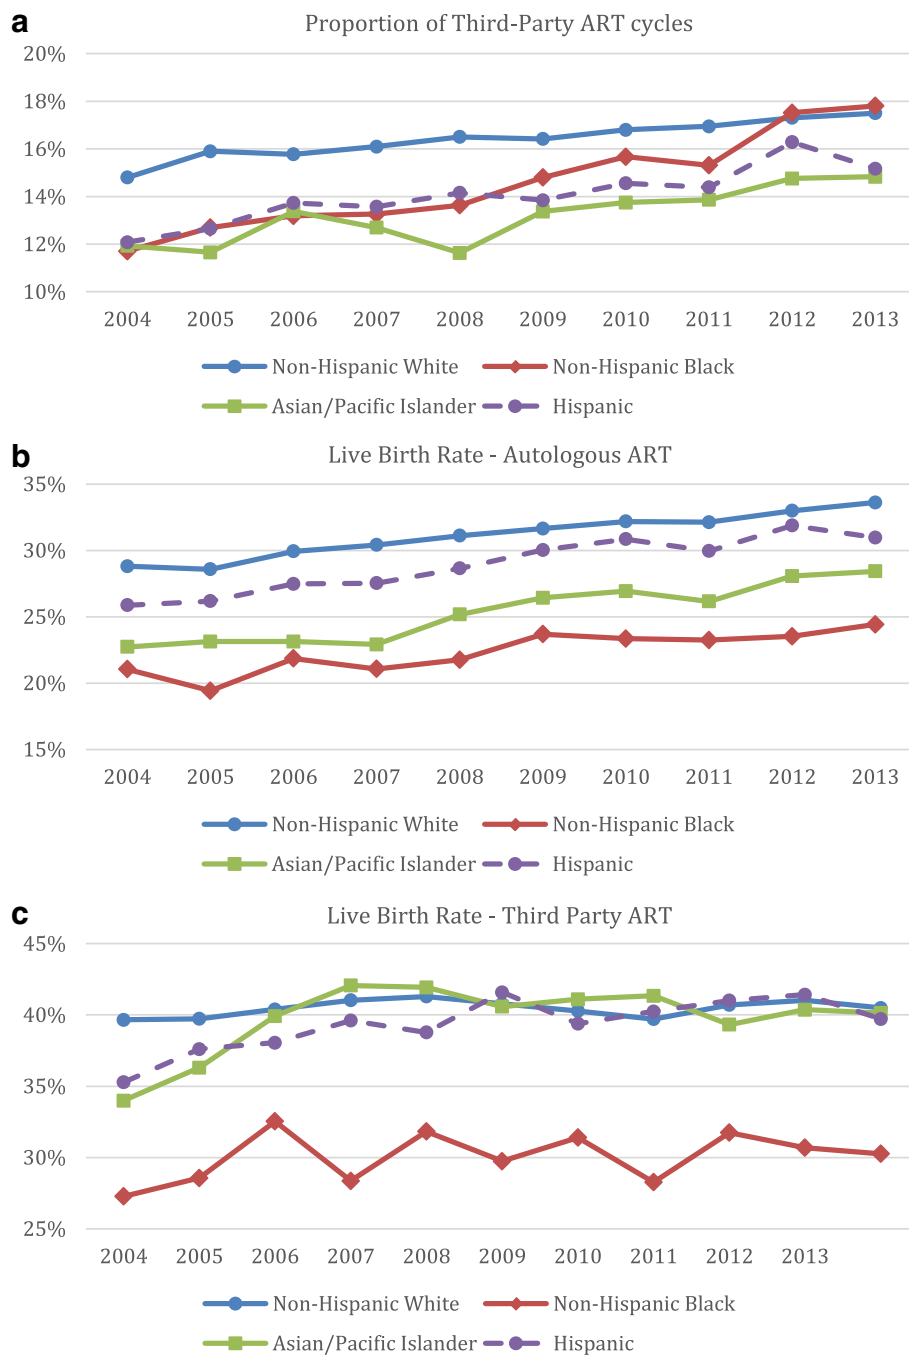 a
Proportion of Third-Party ART cycles
20%
18%
16%
14%
12%
10%
2004 2005 2006 2007 2008 2009 2010 2011 2012 2013
Non-Hispanic White Non-Hispanic Black
Asian/Pacific Islander Hispanic
b
Live Birth Rate - Autologous ART
35%
30%
25%
20%
15%
2004 2005 2006 2007 2008 2009 2010 2011 2012 2013
Non-Hispanic White Non-Hispanic Black
Asian/Pacific Islander Hispanic
c
Live Birth Rate - Third Party ART
45%
40%
35%
30%
25%
2004 2005 2006 2007 2008 2009 2010 2011 2012 2013
Non-Hispanic White Non-Hispanic Black
Asian/Pacific Islander Hispanic